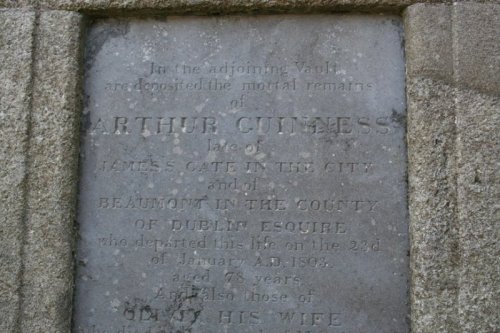 In the adjoining Vault
are deposited the mortal remains
of
ARTHUR GUINNESS
late of
JAMES'S GATE IN THE CITY
and of
BEAUMONT IN THE COUNTY
OF DUBLIN ESQUIRE
who departed this life on the 23d
of January A.D. 1803.
aged 78 years
And also those of
HIS WIFE